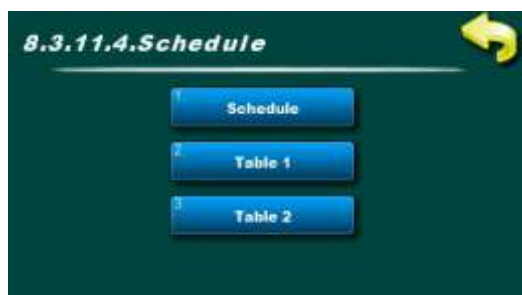 8.3.11.4.Schedule
1. Schedule
2. Table 1
3 Table 2